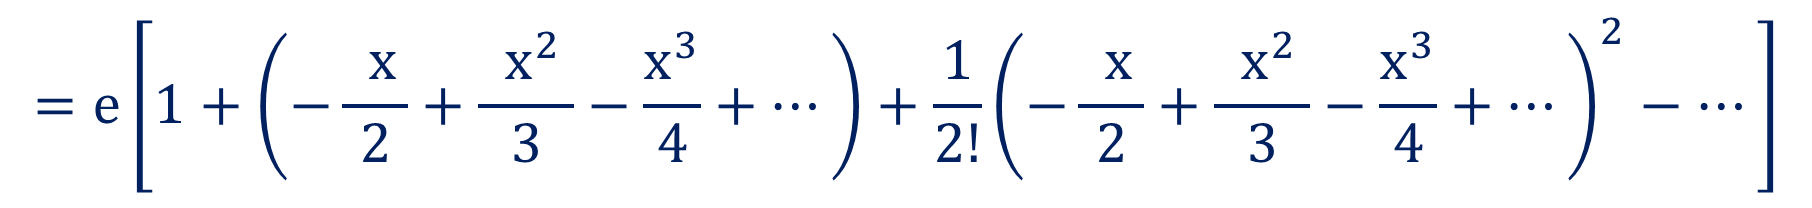 = e[1 + (−x/2 + x²/3 − x³/4 + ⋯) + 1/2!(−x/2 + x²/3 − x³/4 + ⋯)² − ⋯]